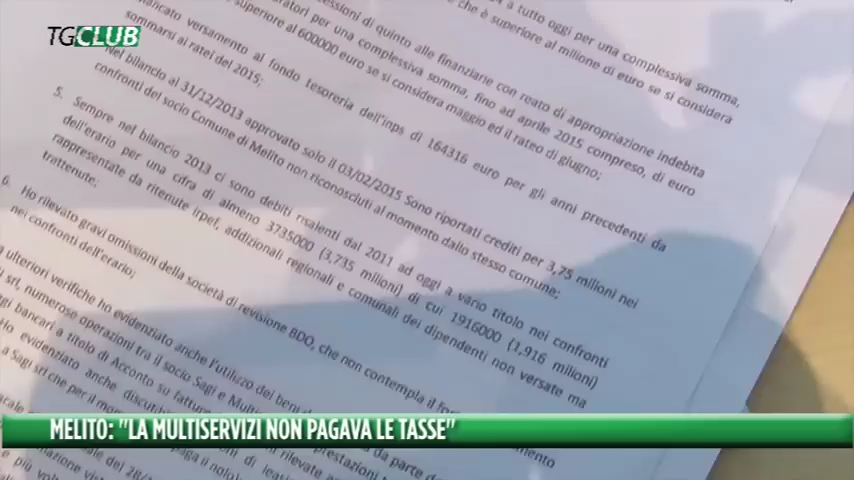 TGCLUB
4 a tutto oggi per una complessiva somma,
che è superiore al milione di euro se si considera
essioni di quinto alle finanziarie con reato di appropriazione indebita
oratori per una complessiva somma, fino ad aprile 2015 compreso, di euro
superiore al 600000 euro se si considera maggio ed il rateo di giugno;
ancato versamento al fondo tesoreria dell'inps di 164316 euro per gli anni precedenti da
sommarsi ai ratei del 2015;
Nel bilancio al 31/12/2013 approvato solo il 03/02/2015 Sono riportati crediti per 3,75 milioni nei
confronti del socio Comune di Melito non riconosciuti al momento dallo stesso comune;
5. Sempre nel bilancio 2013 ci sono debiti risalenti dal 2011 ad oggi a vario titolo nei confronti
dell'erario per una cifra di almeno 3735000 (3,735 milioni) di cui 1916000 (1,916 milioni)
rappresentate da ritenute irpef, addizionali regionali e comunali dei dipendenti non versate ma
trattenute;
6. Ho rilevato gravi omissioni della società di revisione BDO, che non contempla il
nei confronti dell'erario;
ulteriori verifiche ho evidenziato anche l'utilizzo dei
srl, numerose operazioni tra il socio Sagi e
bancari a titolo di Acconto su fatture
evidenziato anche
a Sagi srl che per il
MELITO: "LA MULTISERVIZI NON PAGAVA LE TASSE"